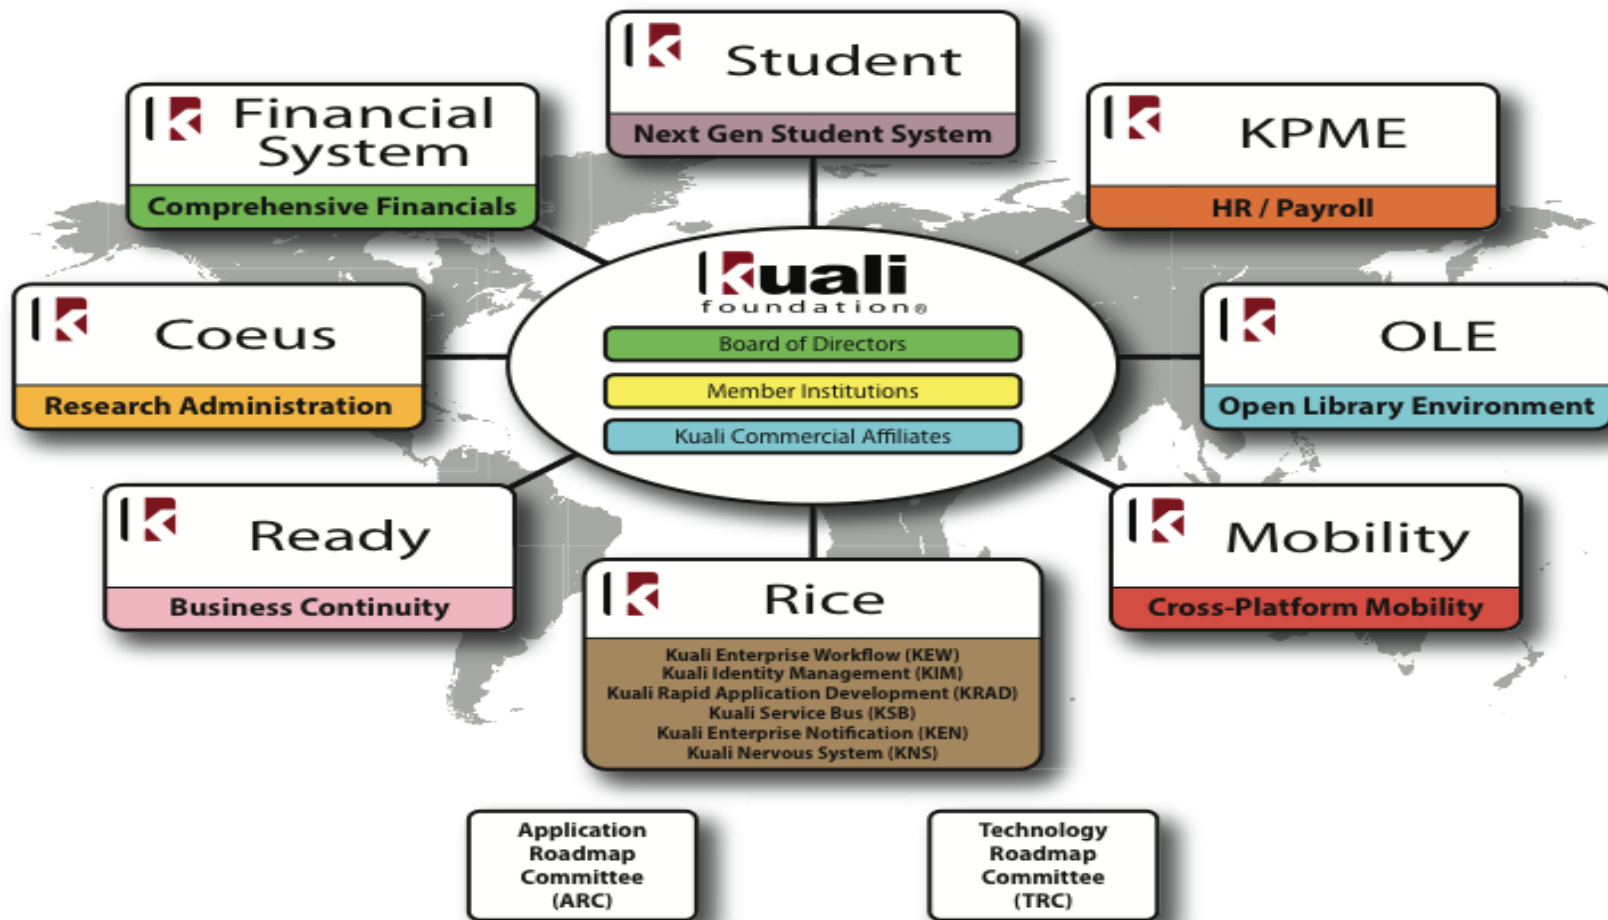 Student
Next Gen Student System
Financial
System
Comprehensive Financials
KPME
HR / Payroll
kuali
foundation®
Board of Directors
Member Institutions
Kuali Commercial Affiliates
Coeus
Research Administration
OLE
Open Library Environment
Ready
Business Continuity
Mobility
Cross-Platform Mobility
Rice
Kuali Enterprise Workflow (KEW)
Kuali Identity Management (KIM)
Kuali Rapid Application Development (KRAD)
Kuali Service Bus (KSB)
Kuali Enterprise Notification (KEN)
Kuali Nervous System (KNS)
Application
Roadmap
Committee
(ARC)
Technology
Roadmap
Committee
(TRC)